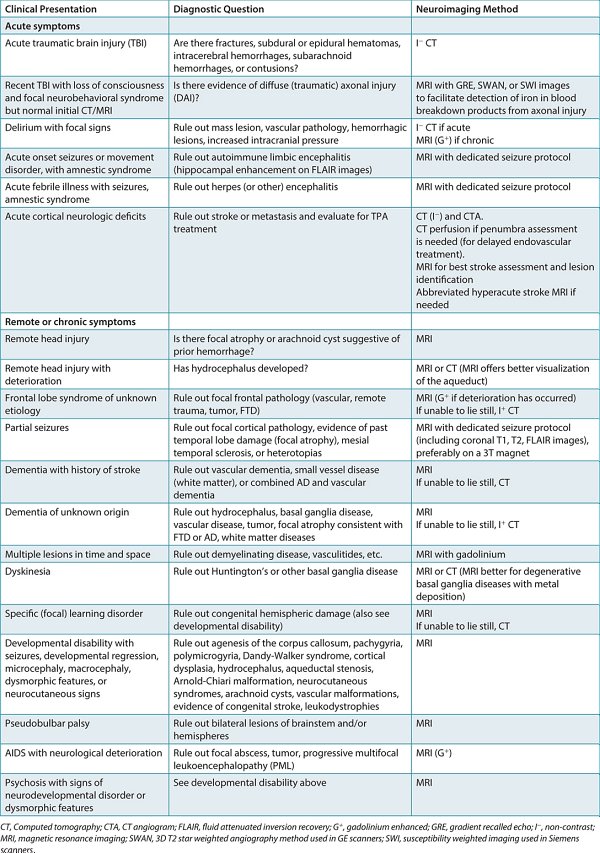 Clinical Presentation Diagnostic Question Neuroimaging Method
Acute symptoms
Acute traumatic brain injury (TBI) Are there fractures, subdural or epidural hematomas, I⁻ CT
intracerebral hemorrhages, subarachnoid
hemorrhages, or contusions?
Recent TBI with loss of consciousness Is there evidence of diffuse (traumatic) axonal injury MRI with GRE, SWAN, or SWI images
and focal neurobehavioral syndrome (DAI)? to facilitate detection of iron in blood
but normal initial CT/MRI breakdown products from axonal injury
Delirium with focal signs Rule out mass lesion, vascular pathology, hemorrhagic I⁻ CT if acute
lesions, increased intracranial pressure MRI (G⁺) if chronic
Acute onset seizures or movement Rule out autoimmune limbic encephalitis MRI with dedicated seizure protocol
disorder, with amnestic syndrome (hippocampal enhancement on FLAIR images)
Acute febrile illness with seizures, Rule out herpes (or other) encephalitis MRI with dedicated seizure protocol
amnestic syndrome
Acute cortical neurologic deficits Rule out stroke or metastasis and evaluate for TPA CT (I⁻) and CTA.
treatment CT perfusion if penumbra assessment
is needed (for delayed endovascular
treatment).
MRI for best stroke assessment and lesion
identification
Abbreviated hyperacute stroke MRI if
needed
Remote or chronic symptoms
Remote head injury Is there focal atrophy or arachnoid cyst suggestive of MRI
prior hemorrhage?
Remote head injury with Has hydrocephalus developed? MRI or CT (MRI offers better visualization
deterioration of the aqueduct)
Frontal lobe syndrome of unknown Rule out focal frontal pathology (vascular, remote MRI (G⁺ if deterioration has occurred)
etiology trauma, tumor, FTD) If unable to lie still, I⁺ CT
Partial seizures Rule out focal cortical pathology, evidence of past MRI with dedicated seizure protocol
temporal lobe damage (focal atrophy), mesial (including coronal T1, T2, FLAIR images),
temporal sclerosis, or heterotopias preferably on a 3T magnet
Dementia with history of stroke Rule out vascular dementia, small vessel disease MRI
(white matter), or combined AD and vascular If unable to lie still, CT
dementia
Dementia of unknown origin Rule out hydrocephalus, basal ganglia disease, MRI
vascular disease, tumor, focal atrophy consistent with If unable to lie still, I⁺ CT
FTD or AD, white matter diseases
Multiple lesions in time and space Rule out demyelinating disease, vasculitides, etc. MRI with gadolinium
Dyskinesia Rule out Huntington's or other basal ganglia disease MRI or CT (MRI better for degenerative
basal ganglia diseases with metal
deposition)
Specific (focal) learning disorder Rule out congenital hemispheric damage (also see MRI
developmental disability) If unable to lie still, CT
Developmental disability with Rule out agenesis of the corpus callosum, pachygyria, MRI
seizures, developmental regression, polymicrogyria, Dandy-Walker syndrome, cortical
microcephaly, macrocephaly, dysplasia, hydrocephalus, aqueductal stenosis,
dysmorphic features, or Arnold-Chiari malformation, neurocutaneous
neurocutaneous signs syndromes, arachnoid cysts, vascular malformations,
evidence of congenital stroke, leukodystrophies
Pseudobulbar palsy Rule out bilateral lesions of brainstem and/or MRI
hemispheres
AIDS with neurological deterioration Rule out focal abscess, tumor, progressive multifocal MRI (G⁺)
leukoencephalopathy (PML)
Psychosis with signs of See developmental disability above MRI
neurodevelopmental disorder or
dysmorphic features
CT, Computed tomography; CTA, CT angiogram; FLAIR, fluid attenuated inversion recovery; G⁺, gadolinium enhanced; GRE, gradient recalled echo; I⁻, non-contrast;
MRI, magnetic resonance imaging; SWAN, 3D T2 star weighted angiography method used in GE scanners; SWI, susceptibility weighted imaging used in Siemens
scanners.